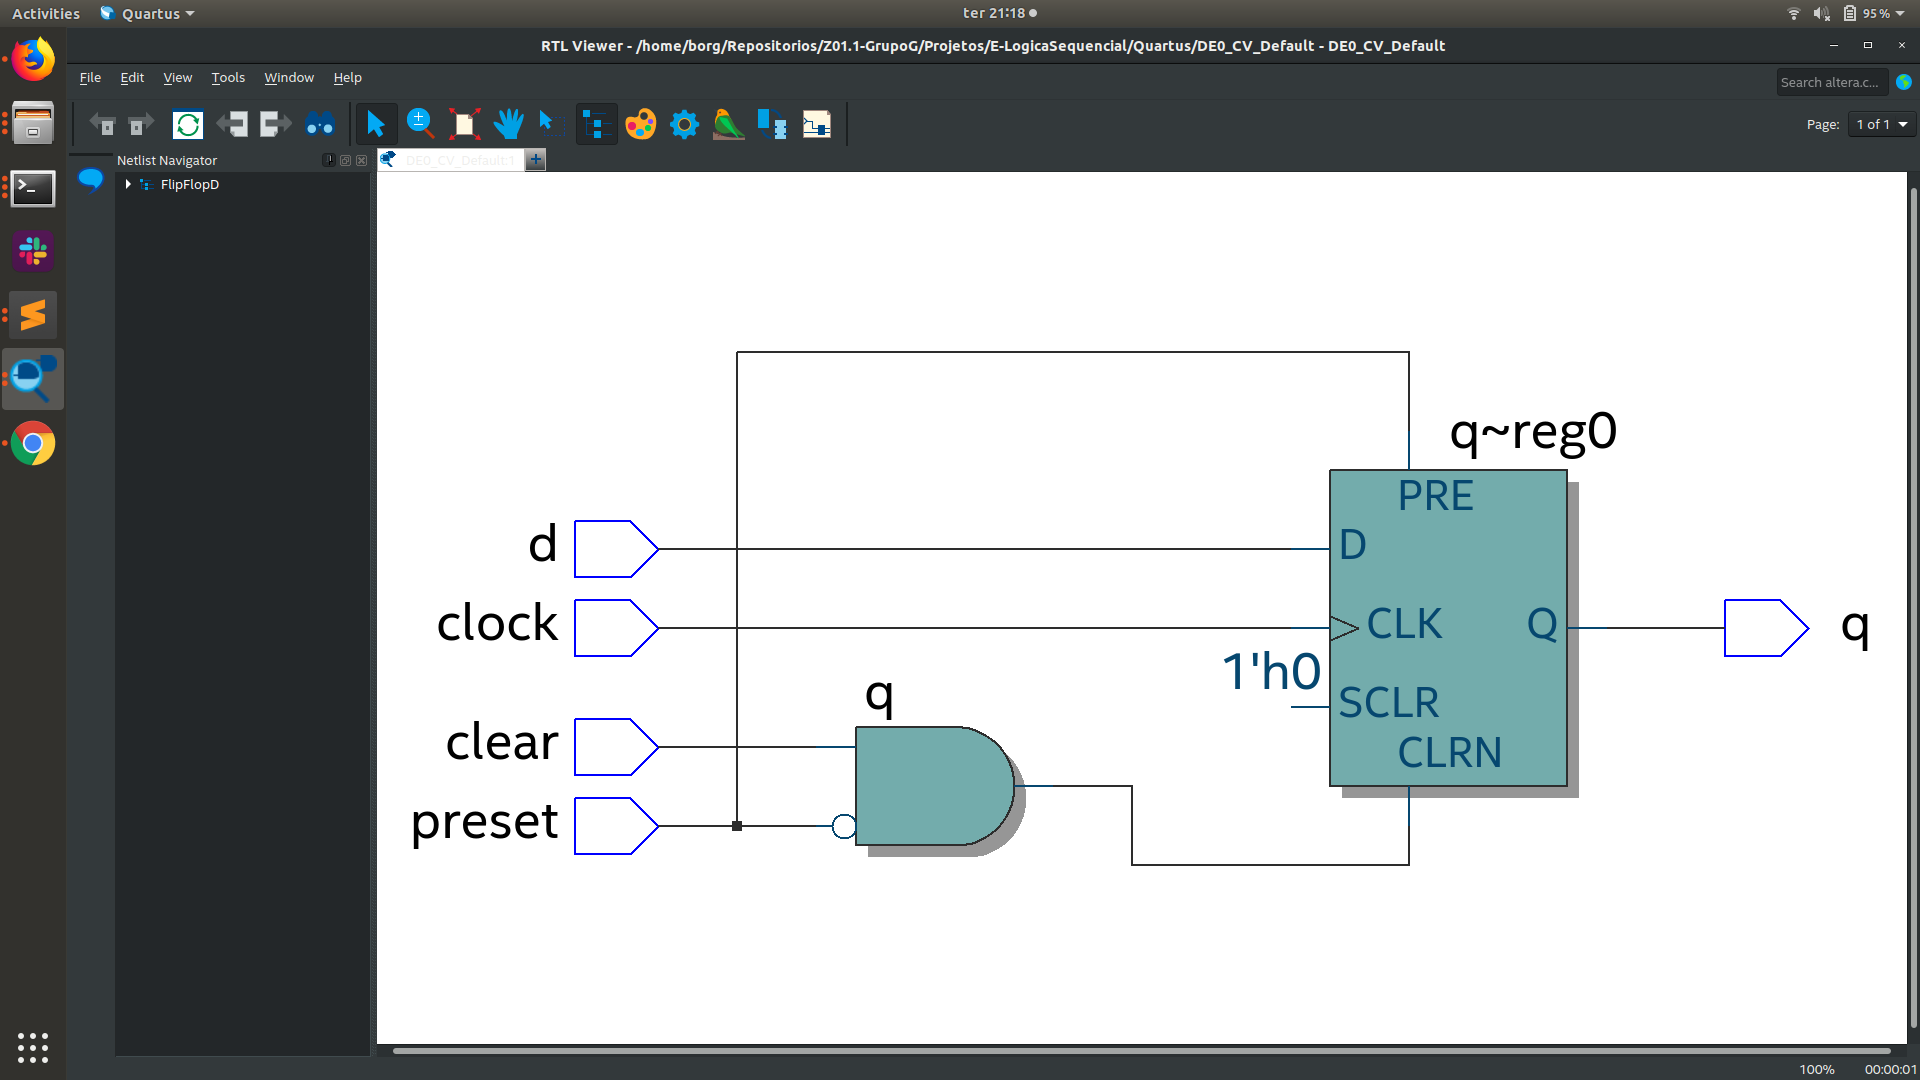 Activities Quartus ter 21:18 95%
RTL Viewer - /home/borg/Repositorios/Z01.1-GrupoG/Projetos/E-LogicaSequencial/Quartus/DE0_CV_Default - DE0_CV_Default
File Edit View Tools Window Help
Search altera.c...
Page: 1 of 1
Netlist Navigator
DE0_CV_Default:1
FlipFlopD
q~reg0
PRE
d
D
clock
CLK
Q
q
1'h0
SCLR
q
clear
CLRN
preset
100% 00:00:01